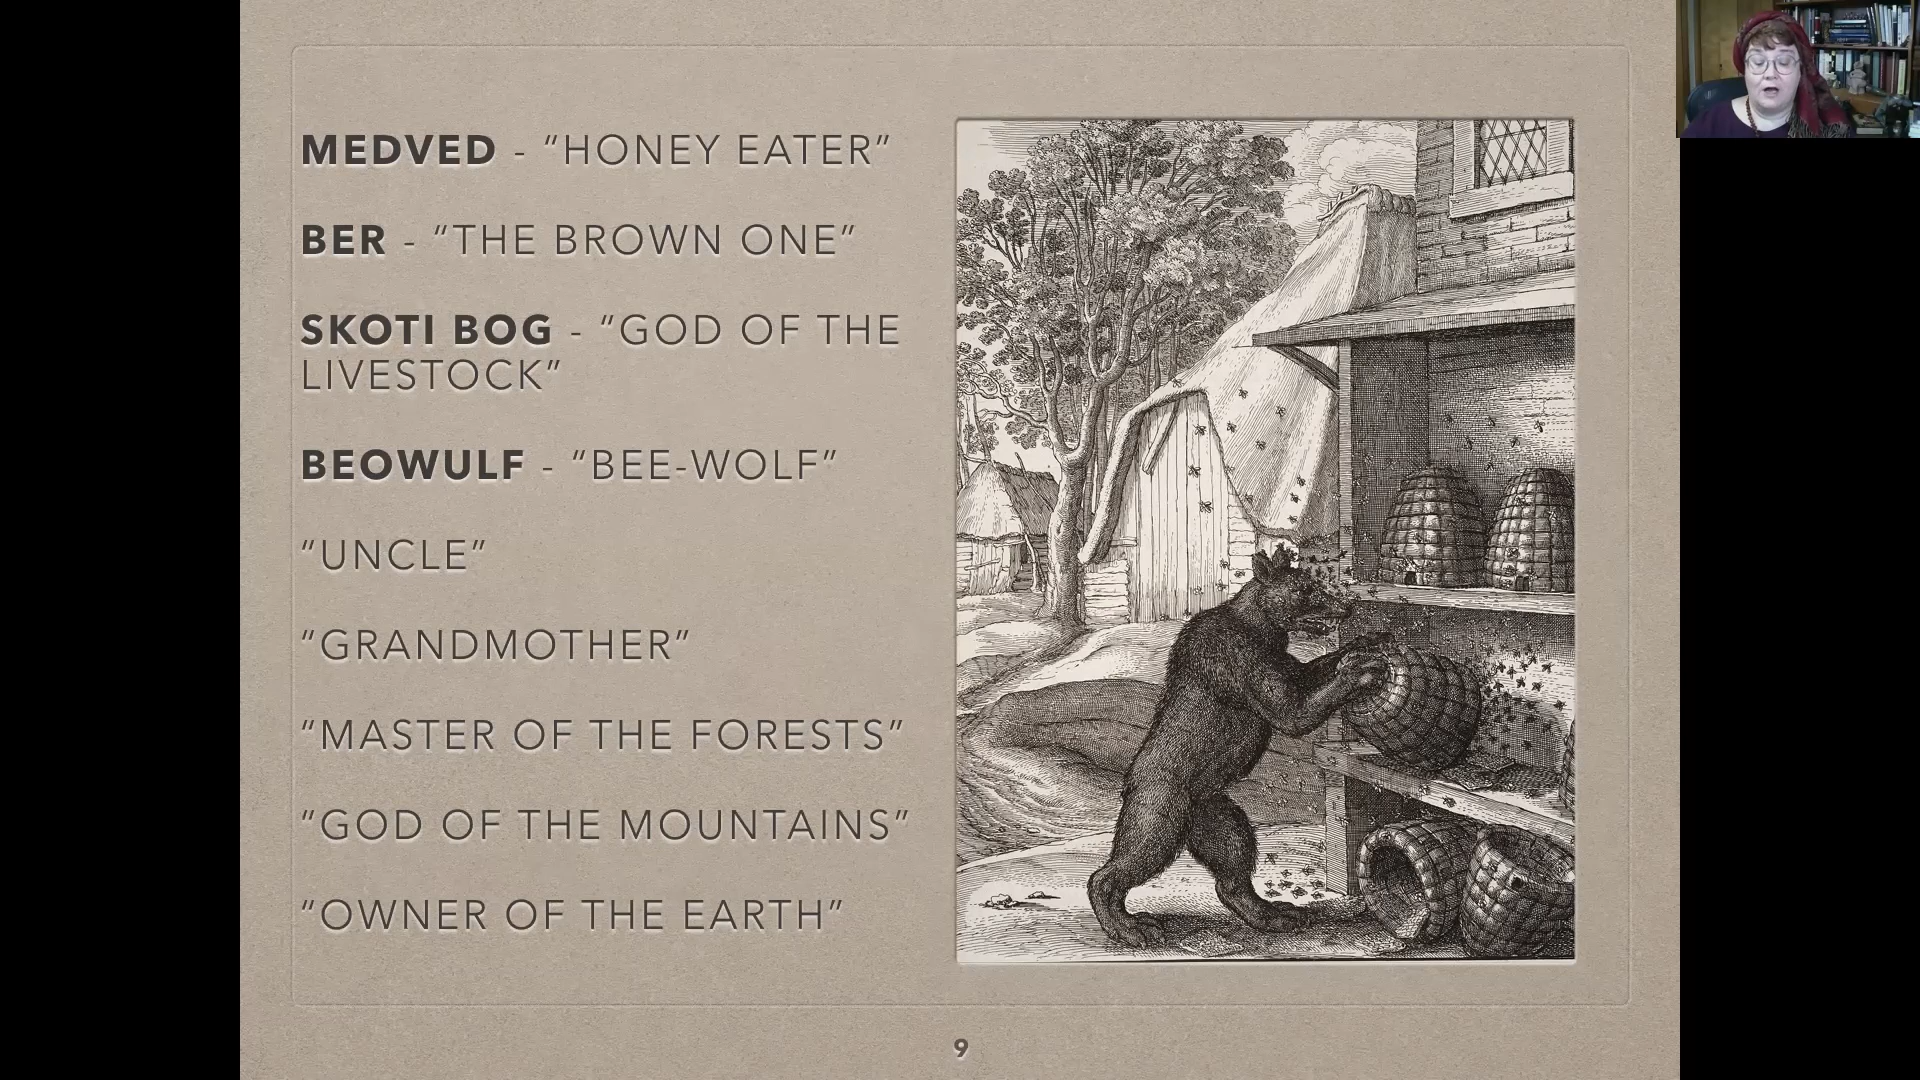 MEDVED - “HONEY EATER”
BER - “THE BROWN ONE”
SKOTI BOG - “GOD OF THE
LIVESTOCK”
BEOWULF - “BEE-WOLF”
“UNCLE”
“GRANDMOTHER”
“MASTER OF THE FORESTS”
“GOD OF THE MOUNTAINS”
“OWNER OF THE EARTH”
9